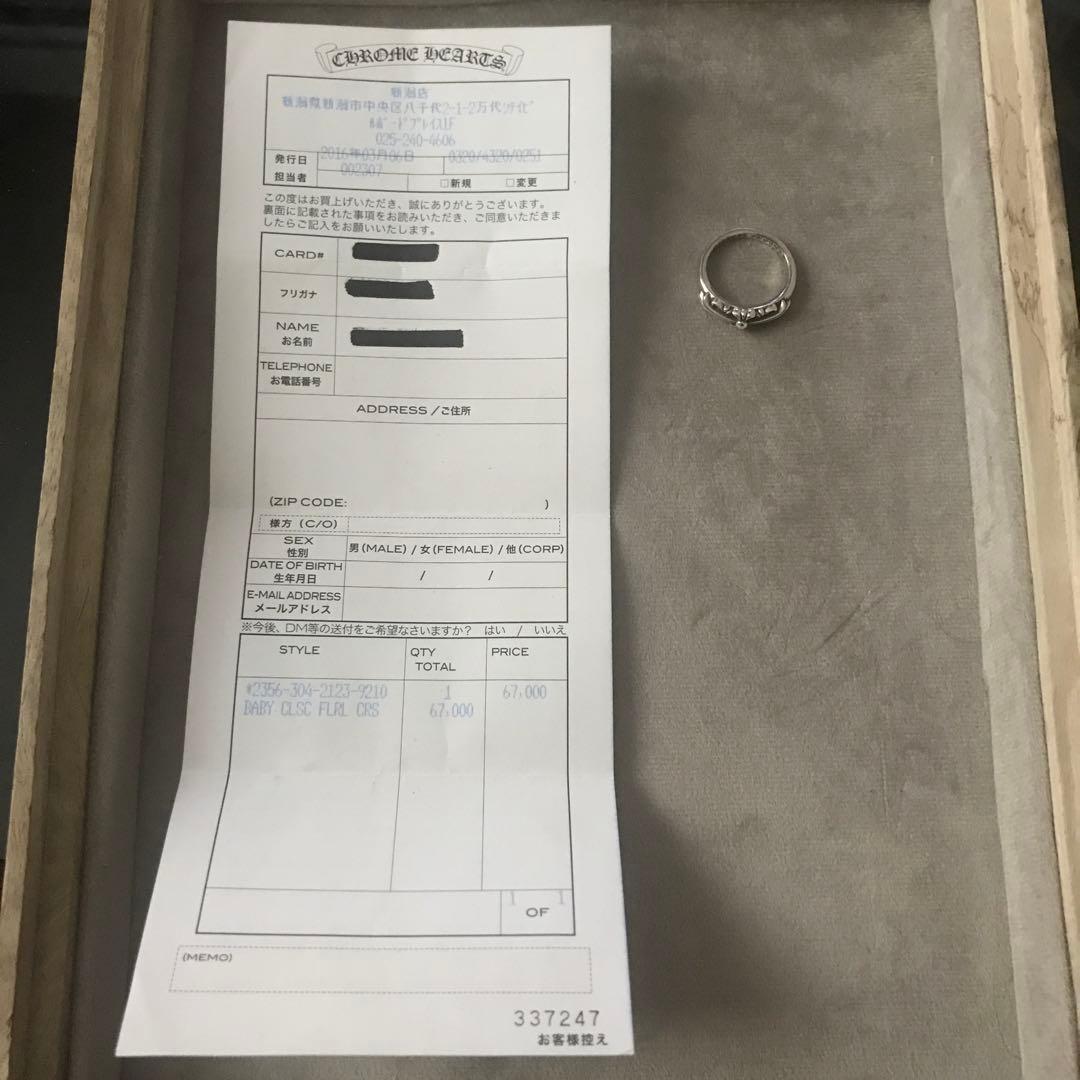 CHROME HEARTS
新潟店
新潟県新潟市中央区八千代2-1-2万代シテイビ
ルボードプレイス1F
025-240-4606
発行日 2016年03月06日 0320/4320/0251
担当者 002307 □新規 □変更
この度はお買上げいただき、誠にありがとうございます。
裏面に記載された事項をお読みいただき、ご同意いただきま
したらご記入をお願いいたします。
CARD#
フリガナ
NAME
お名前
TELEPHONE
お電話番号
ADDRESS /ご住所
(ZIP CODE: )
様方 (C/O)
SEX
性別 男(MALE) / 女(FEMALE) / 他(CORP)
DATE OF BIRTH
生年月日 / /
E-MAIL ADDRESS
メールアドレス
※今後、DM等の送付をご希望なさいますか? はい / いいえ
STYLE QTY PRICE
TOTAL
*2356-304-2123-9210 1 67,000
BABY CLSC FLRL CRS 67,000
1 OF 1
(MEMO)
337247
お客様控え